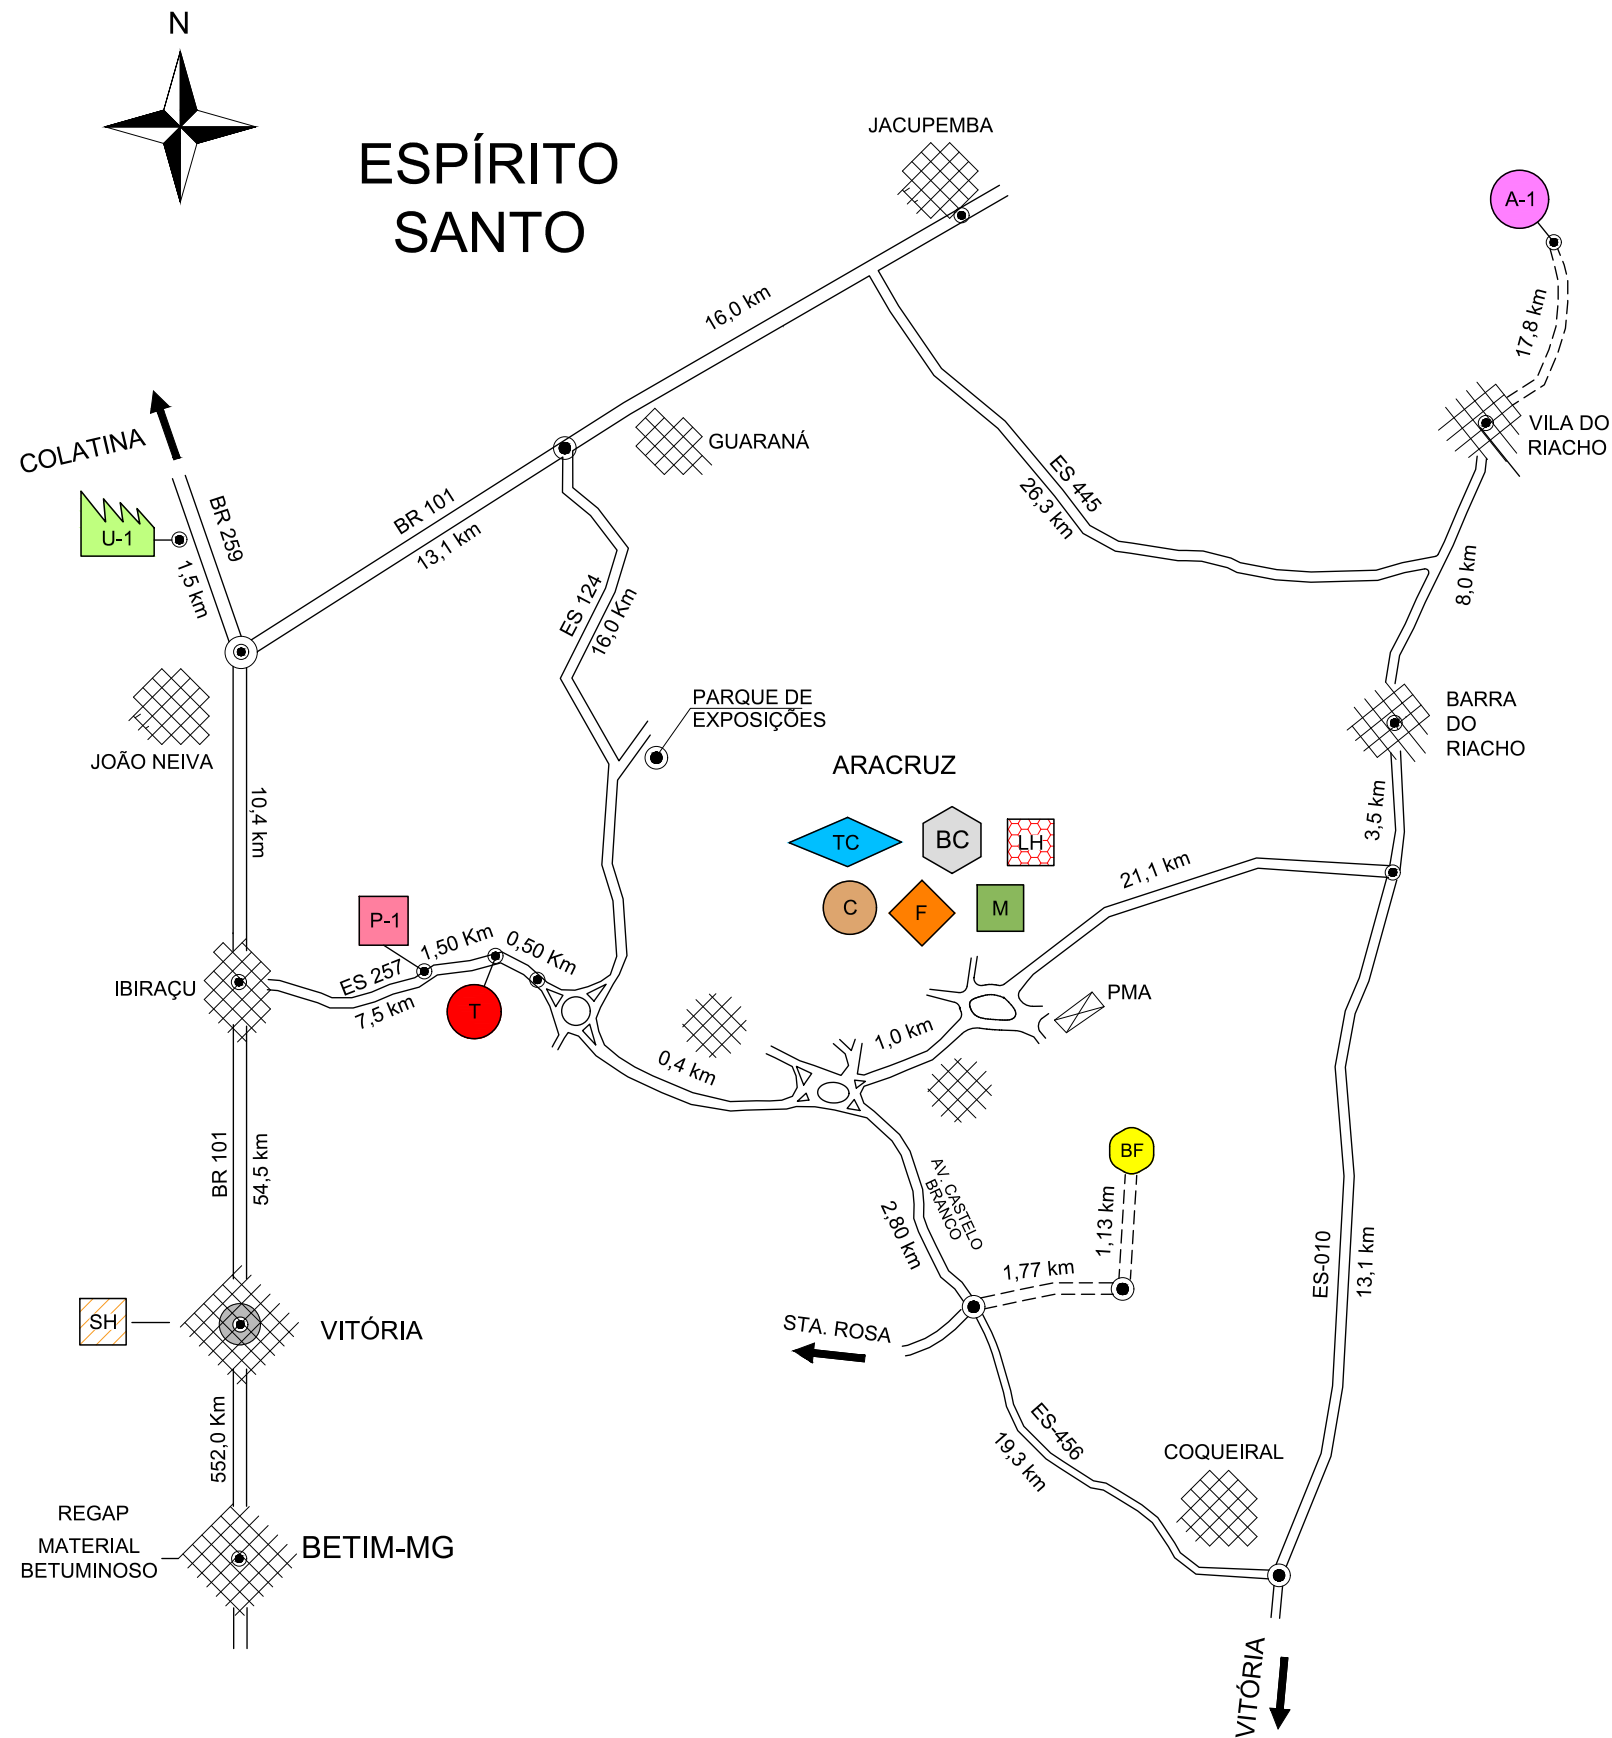 N
ESPÍRITO
SANTO
JACUPEMBA
A-1
17,8 km
16,0 km
VILA DO
RIACHO
GUARANÁ
COLATINA
BR 259
U-1
1,5 km
BR 101
13,1 km
ES 445
26,3 km
8,0 km
ES 124
16,0 Km
JOÃO NEIVA
PARQUE DE
EXPOSIÇÕES
BARRA
DO
RIACHO
ARACRUZ
10,4 km
TC
BC
LH
C
F
M
3,5 km
21,1 km
P-1
1,50 Km
0,50 Km
IBIRAÇU
ES 257
7,5 km
T
PMA
1,0 km
0,4 km
BR 101
54,5 km
BF
AV. CASTELO
BRANCO
2,80 km
1,13 km
1,77 km
ES-010
13,1 km
SH
VITÓRIA
STA. ROSA
552,0 Km
ES-456
19,3 km
COQUEIRAL
REGAP
MATERIAL
BETUMINOSO
BETIM-MG
VITÓRIA